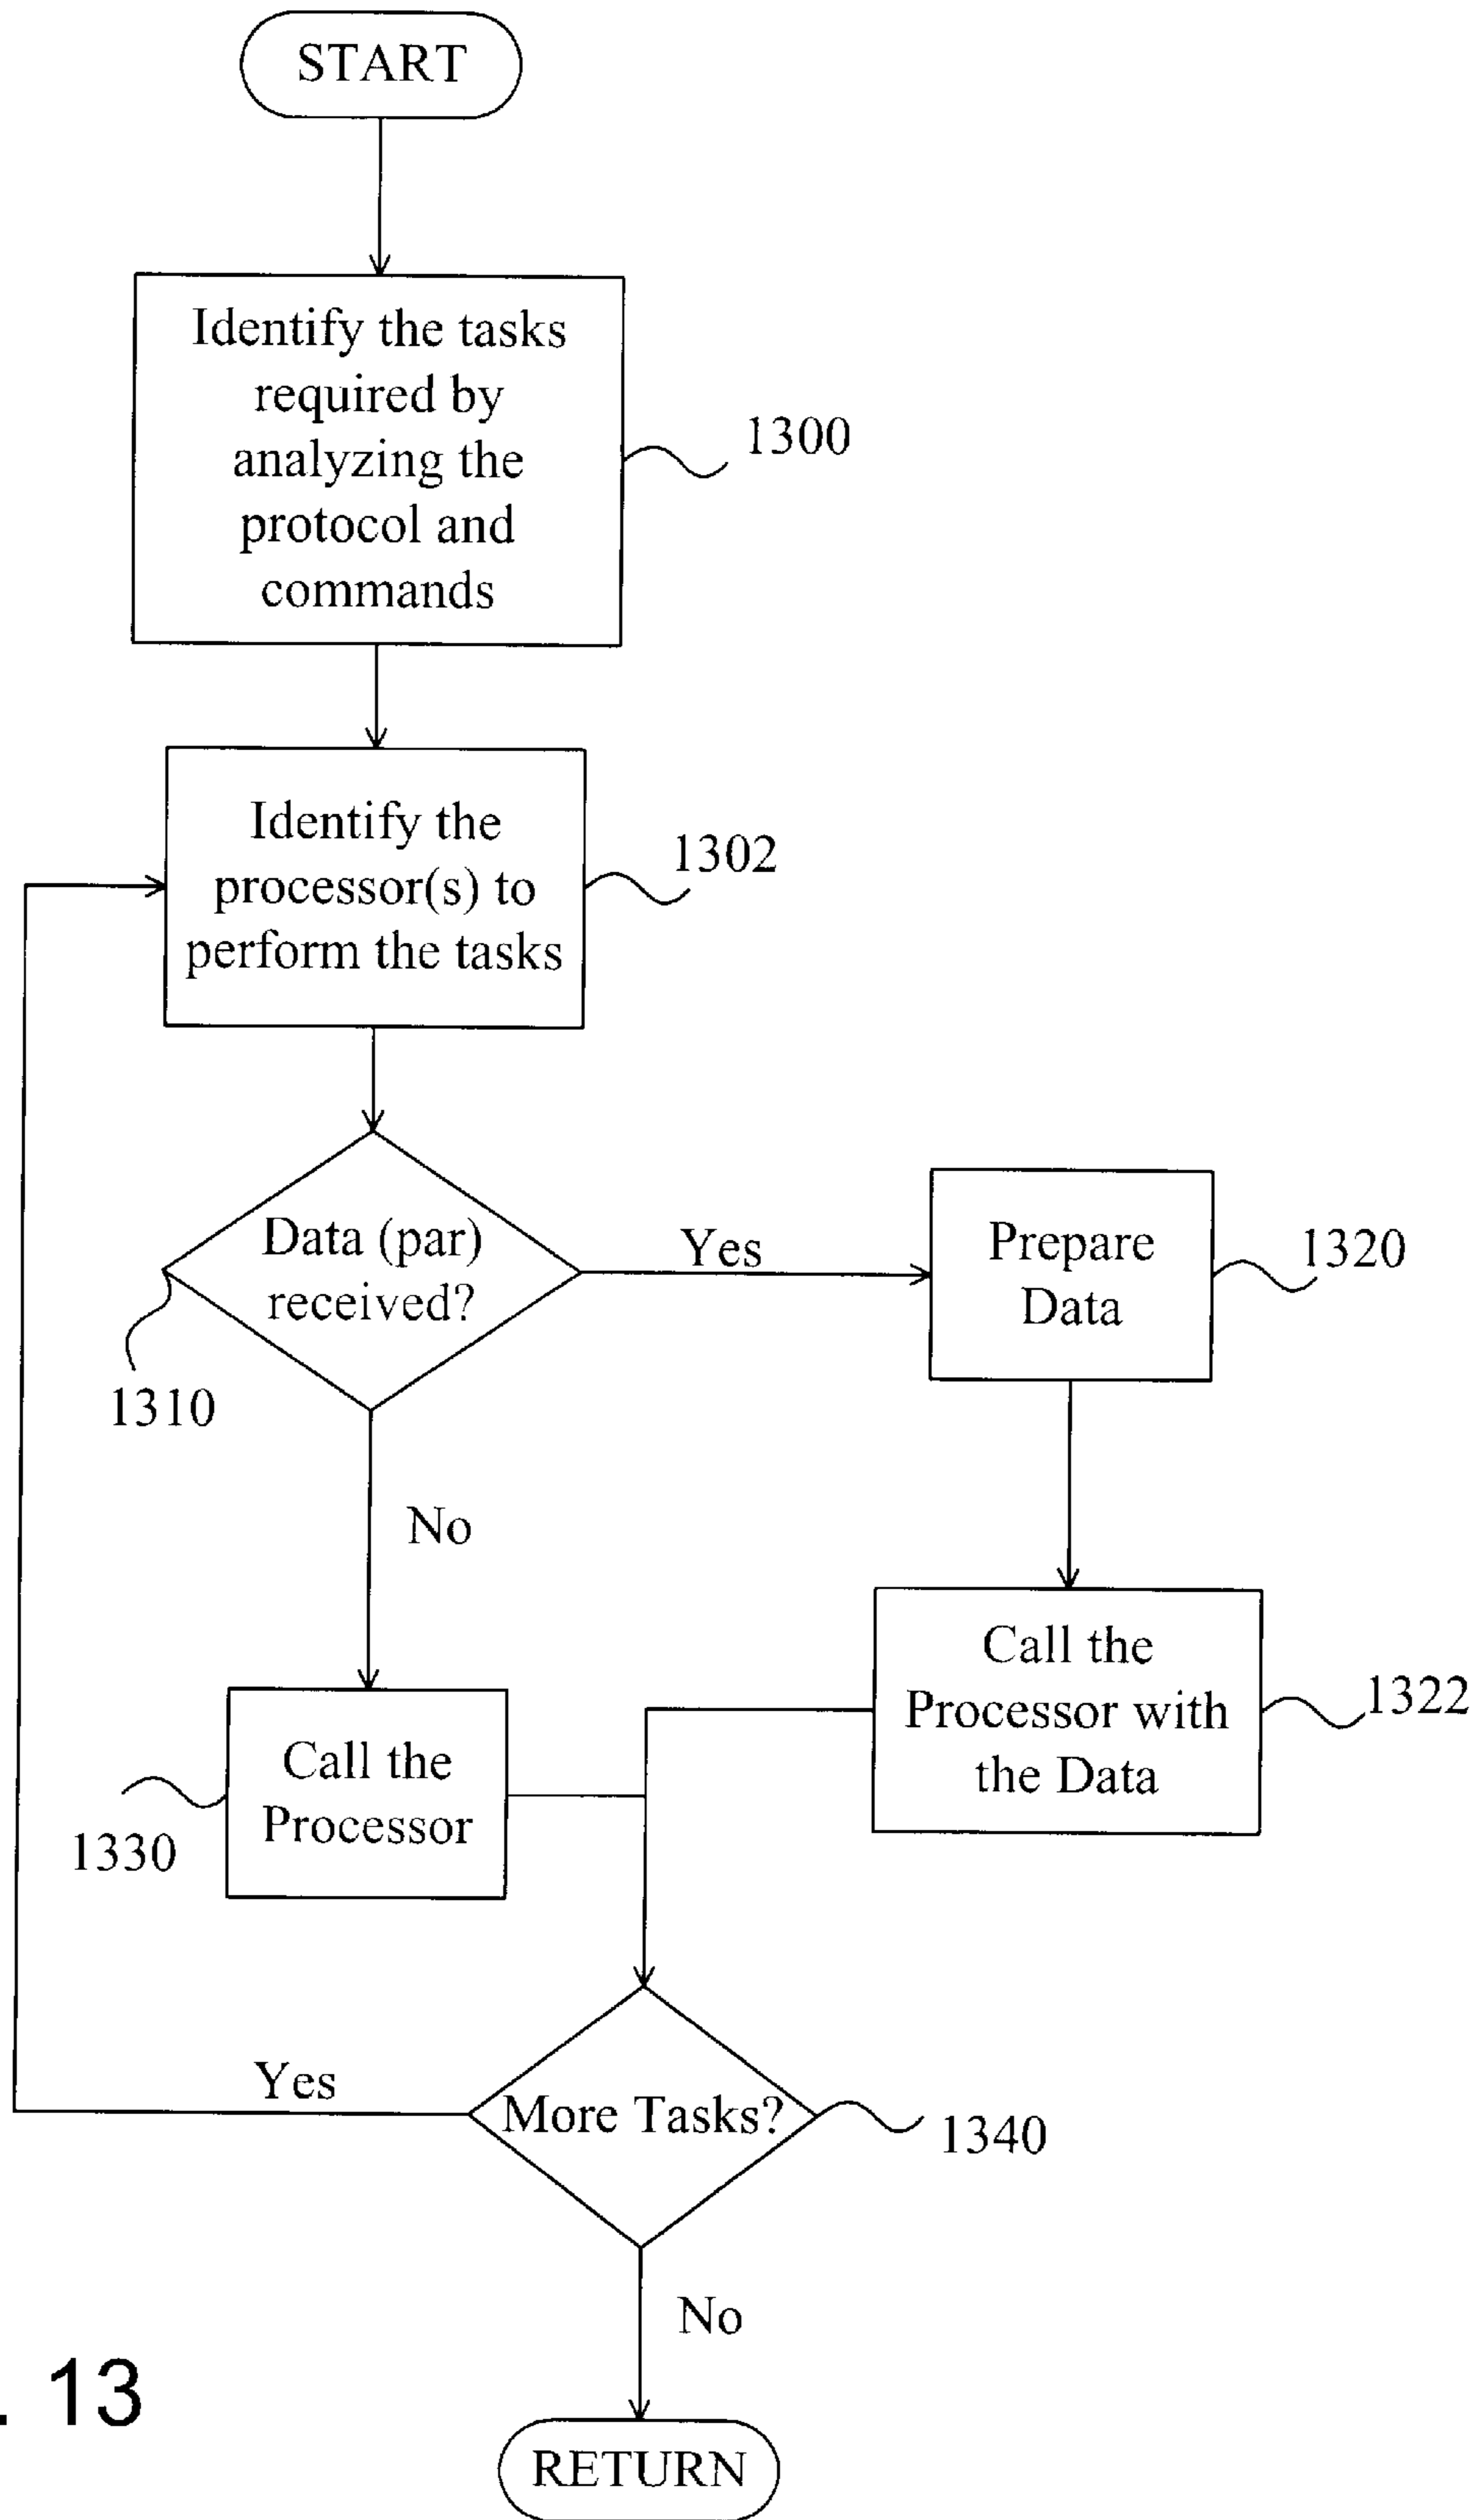 START
Identify the tasks
required by
analyzing the
protocol and
commands
1300
Identify the
processor(s) to
perform the tasks
1302
Data (par)
received?
1310
Yes
Prepare
Data
1320
No
Call the
Processor with
the Data
1322
Call the
Processor
1330
More Tasks?
1340
Yes
No
. 13
RETURN